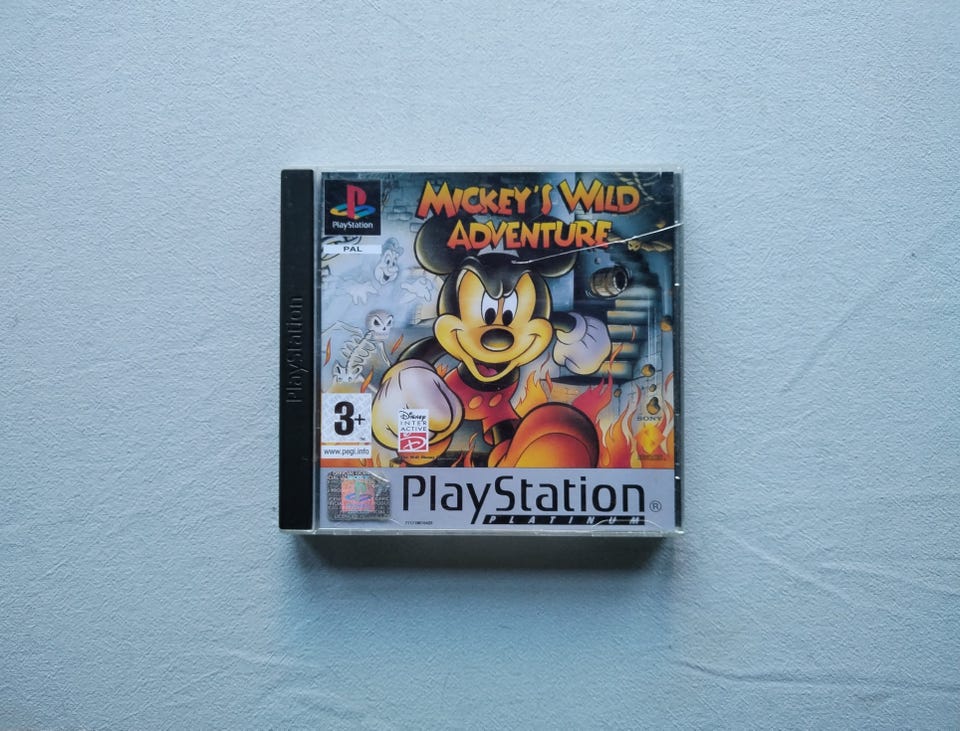 PlayStation
PlayStation
PAL
MICKEY'S WILD
ADVENTURE
3+
www.pegi.info
Disney
INTER
ACTIVE
SONY
PlayStation®
PLATINUM